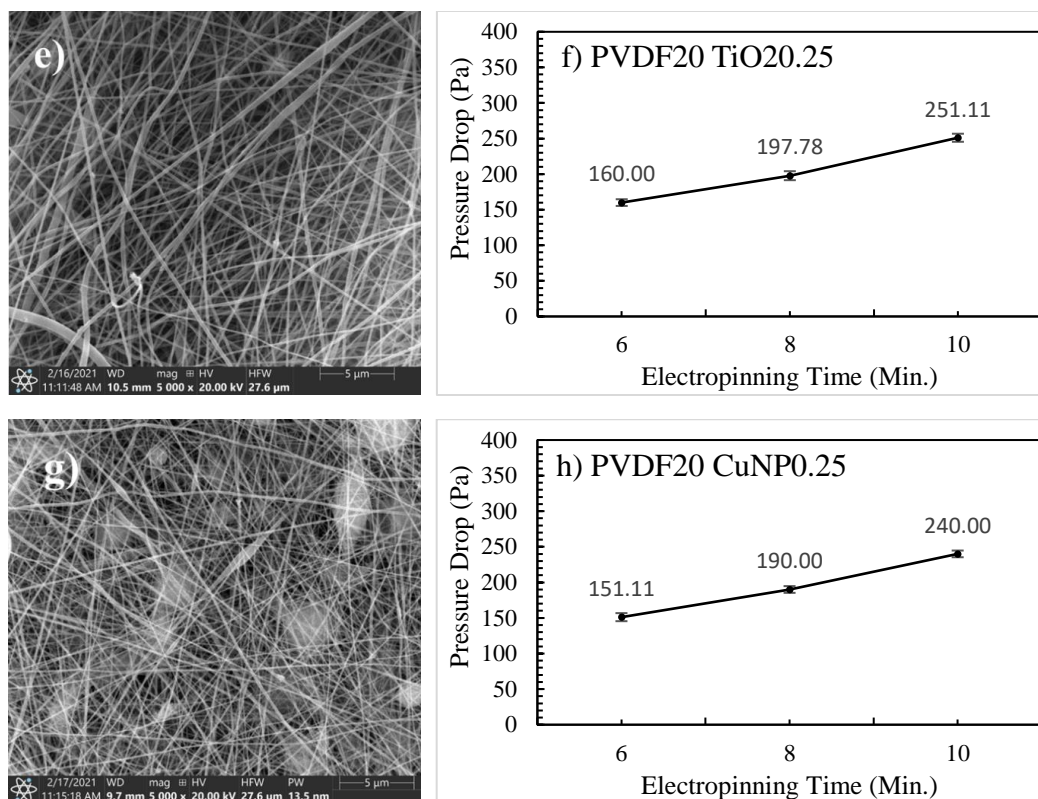 e)
2/16/2021 WD mag HV HFW
11:11:48 AM 10.5 mm 5 000 x 20.00 kV 27.6 µm
5 µm
f) PVDF20 TiO20.25
Pressure Drop (Pa)
400
350
300
250
200
150
100
50
0
160.00
197.78
251.11
6 8 10
Electropinning Time (Min.)
g)
2/17/2021 WD mag HV HFW PW
11:15:18 AM 9.7 mm 5 000 x 20.00 kV 27.6 µm 13.5 nm
5 µm
h) PVDF20 CuNP0.25
Pressure Drop (Pa)
400
350
300
250
200
150
100
50
0
151.11
190.00
240.00
6 8 10
Electropinning Time (Min.)